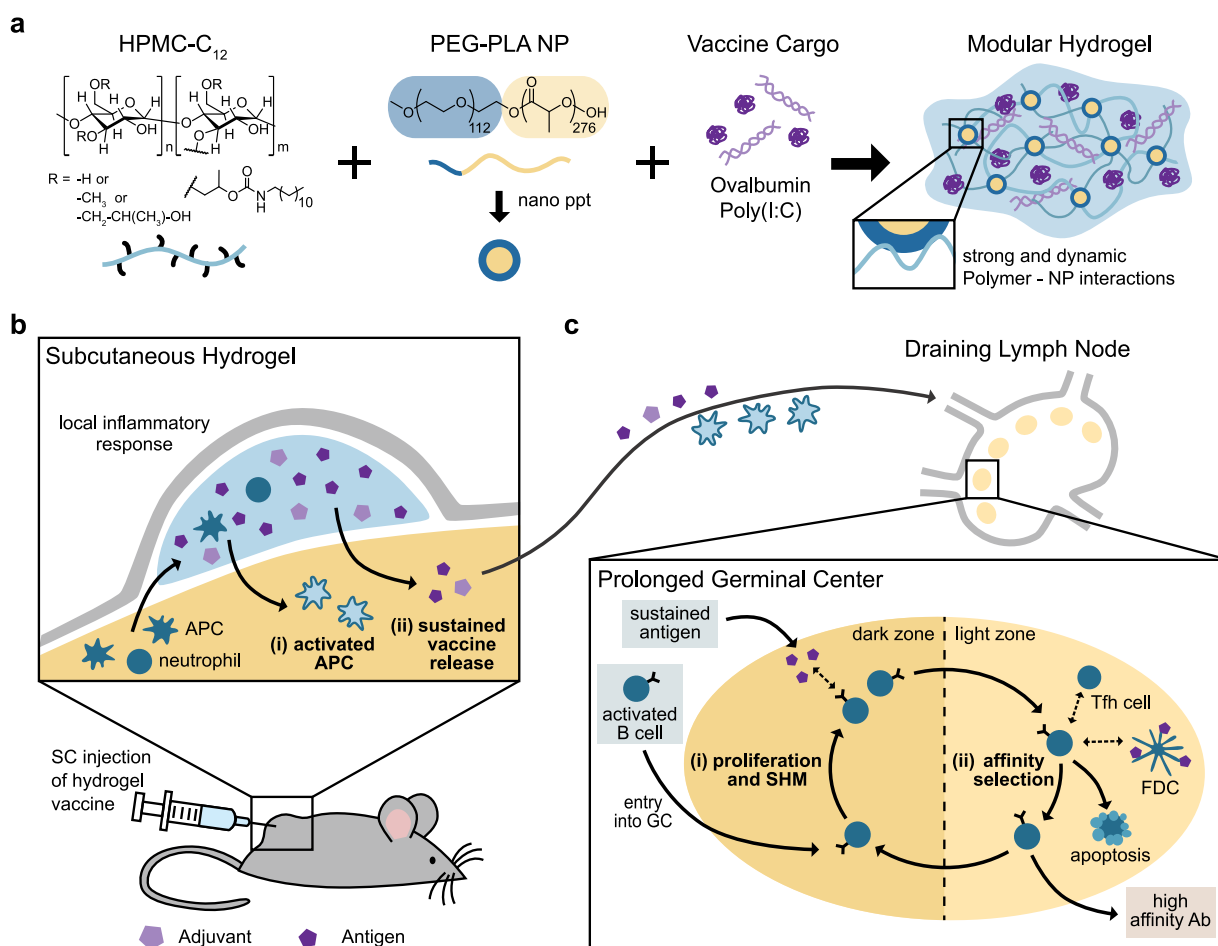 a
HPMC-C12
PEG-PLA NP
Vaccine Cargo
Modular Hydrogel
OR
H
H
O
O
H
RO
OH
H
H
H
n
OR
H
H
O
O
H
O
OH
H
H
H
m
R = -H or
-CH3 or
-CH2-CH(CH3)-OH
O
O
N
H
10
+
O
O
112
O
O
O
OH
276
nano ppt
+
Ovalbumin
Poly(I:C)
strong and dynamic
Polymer - NP interactions
b
Subcutaneous Hydrogel
local inflammatory
response
APC
neutrophil
(i) activated
APC
(ii) sustained
vaccine
release
SC injection
of hydrogel
vaccine
Adjuvant
Antigen
c
Draining Lymph Node
Prolonged Germinal Center
sustained
antigen
dark zone
light zone
activated
B cell
Tfh cell
(i) proliferation
and SHM
(ii) affinity
selection
FDC
entry
into GC
apoptosis
high
affinity Ab